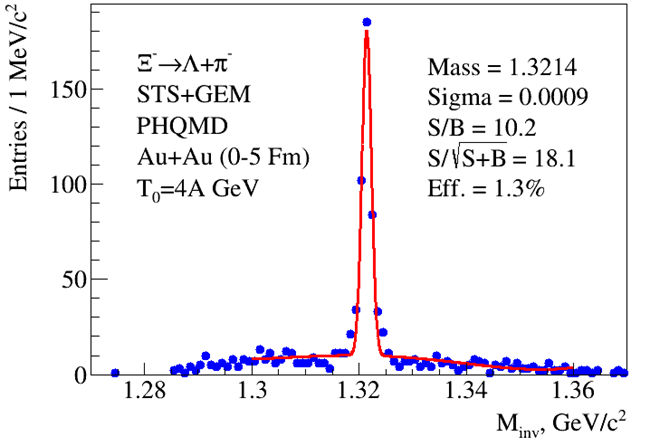 Entries / 1 MeV/c²
150
100
50
0
Ξ⁻→Λ+π⁻
STS+GEM
PHQMD
Au+Au (0-5 Fm)
T₀=4A GeV
Mass = 1.3214
Sigma = 0.0009
S/B = 10.2
S/√S+B = 18.1
Eff. = 1.3%
1.28 1.3 1.32 1.34 1.36
M_inv, GeV/c²